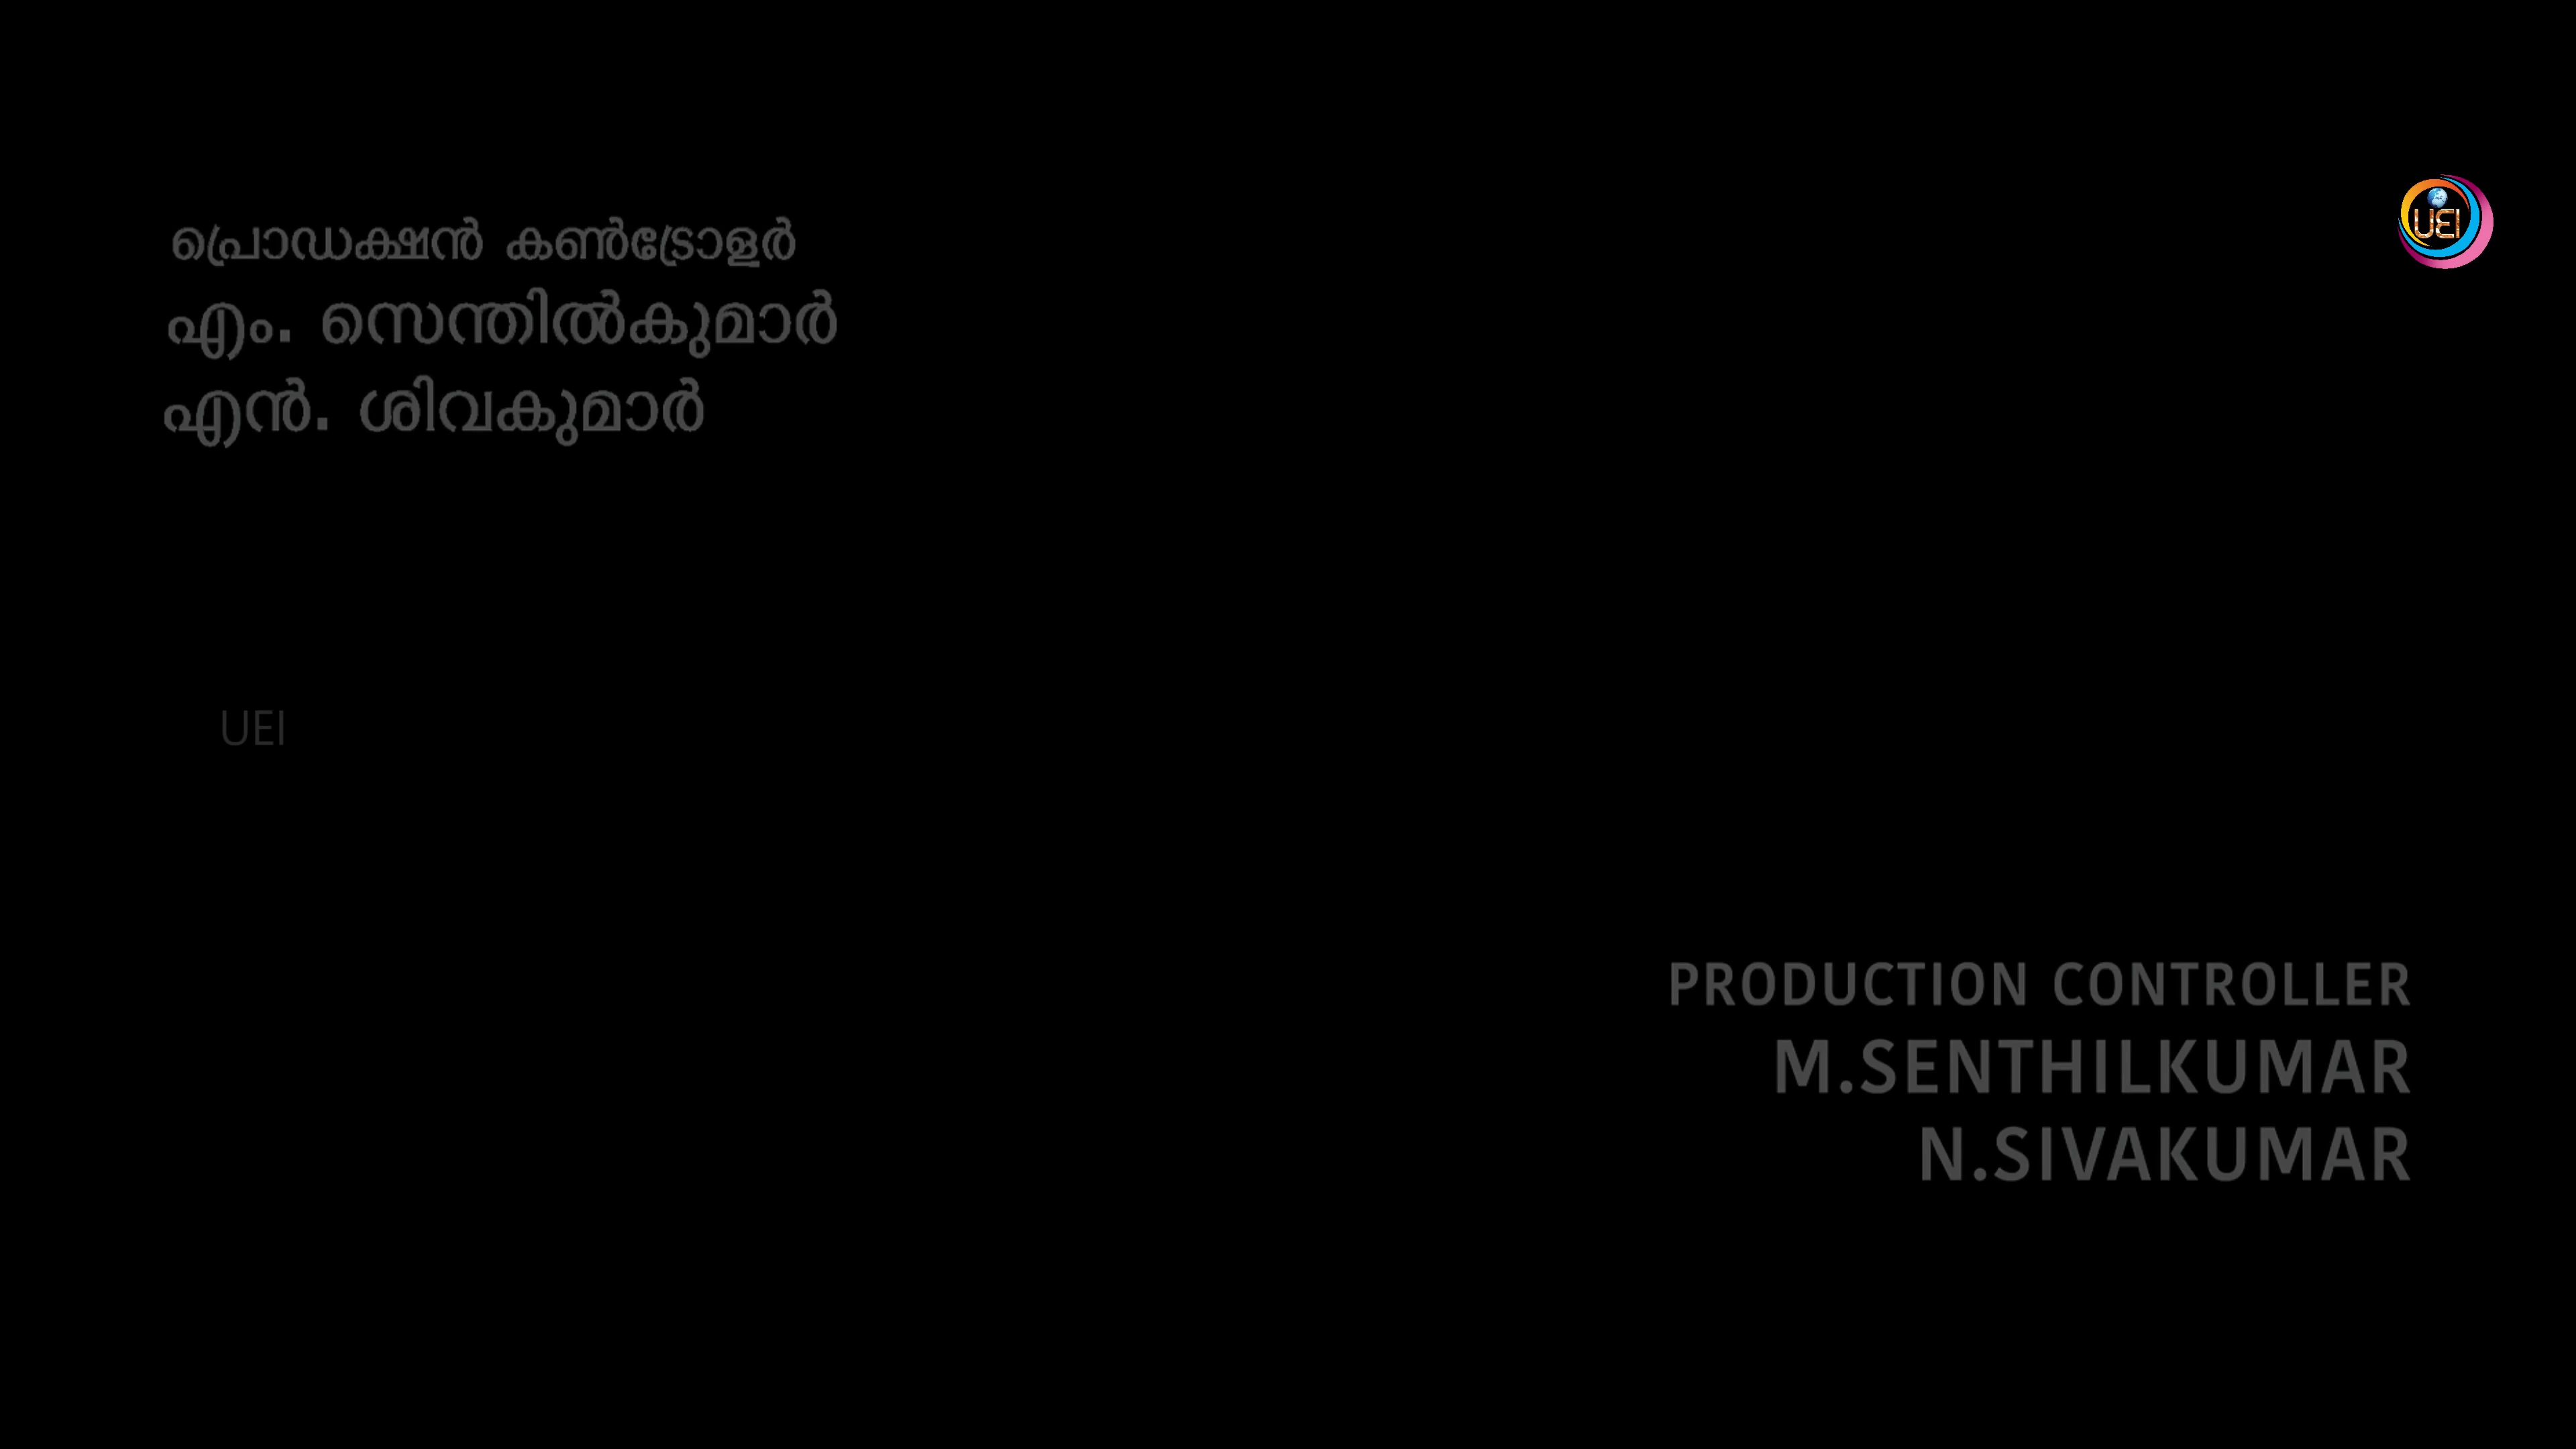 പ്രൊഡക്ഷൻ കൺട്രോളർ
എം. സെന്തിൽകുമാർ
എൻ. ശിവകുമാർ
UEI
UEI
PRODUCTION CONTROLLER
M.SENTHILKUMAR
N.SIVAKUMAR